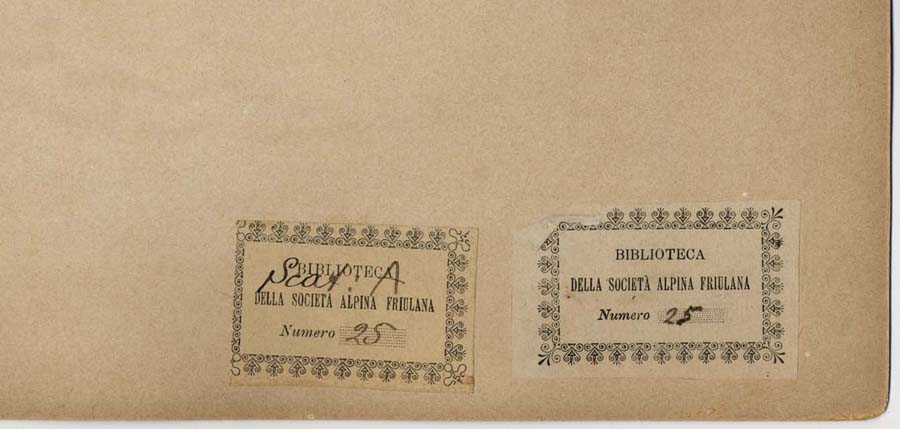 BIBLIOTECA
Scat. A
DELLA SOCIETÀ ALPINA FRIULANA
Numero 25
BIBLIOTECA
DELLA SOCIETÀ ALPINA FRIULANA
Numero 25